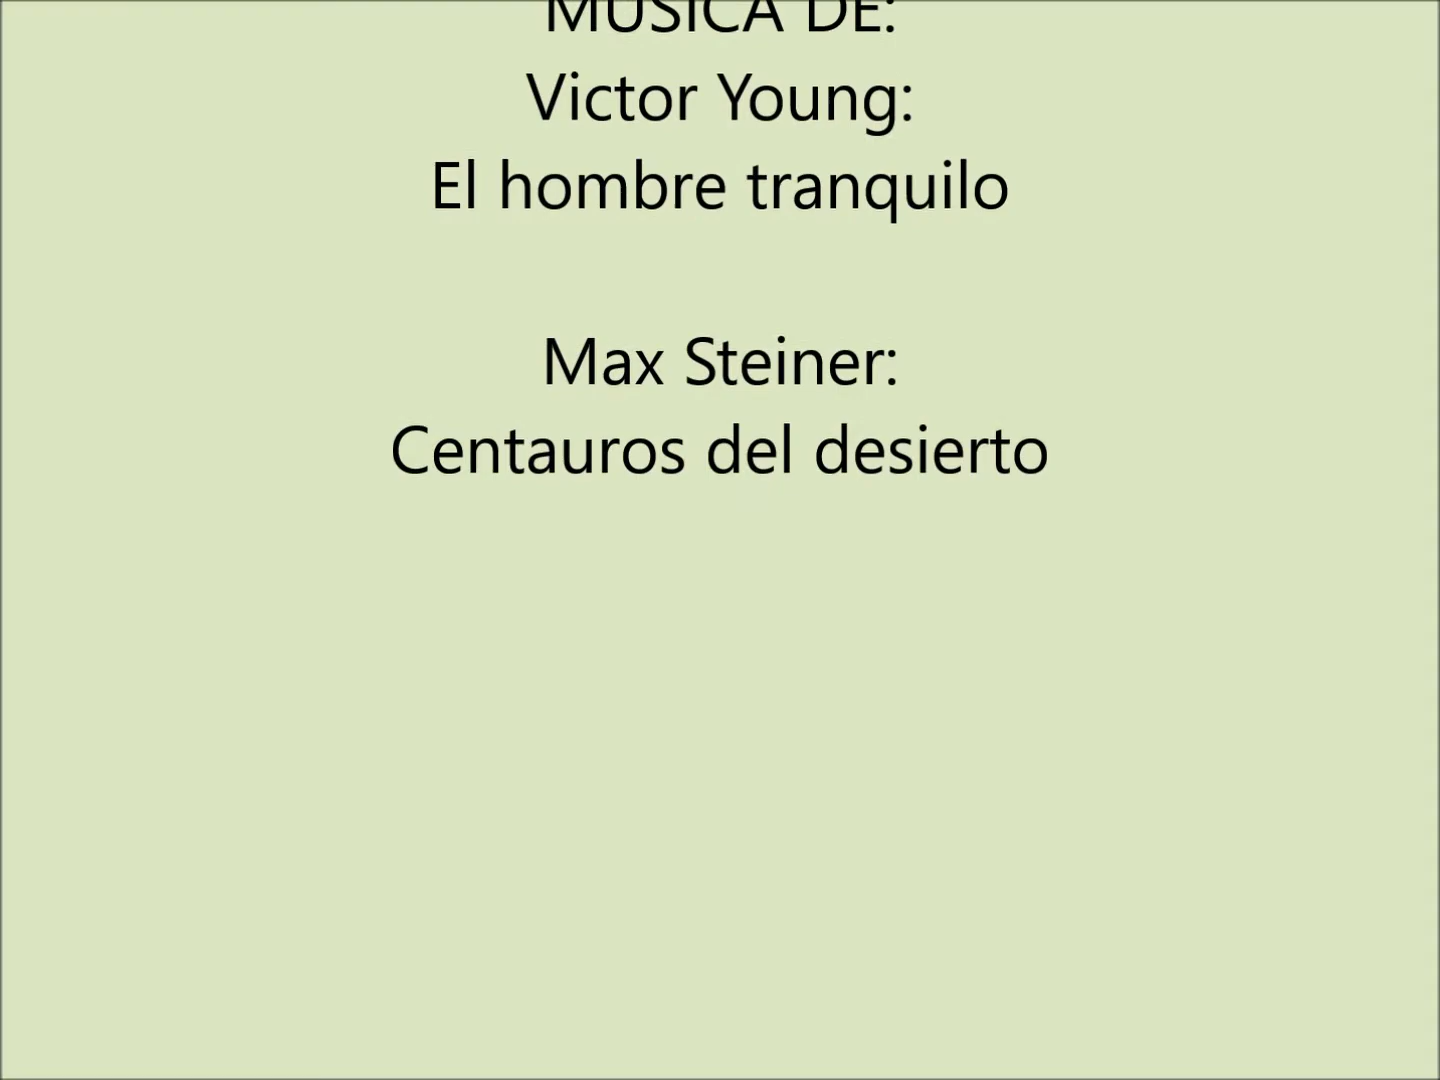 MÚSICA DE:
Victor Young:
El hombre tranquilo
Max Steiner:
Centauros del desierto